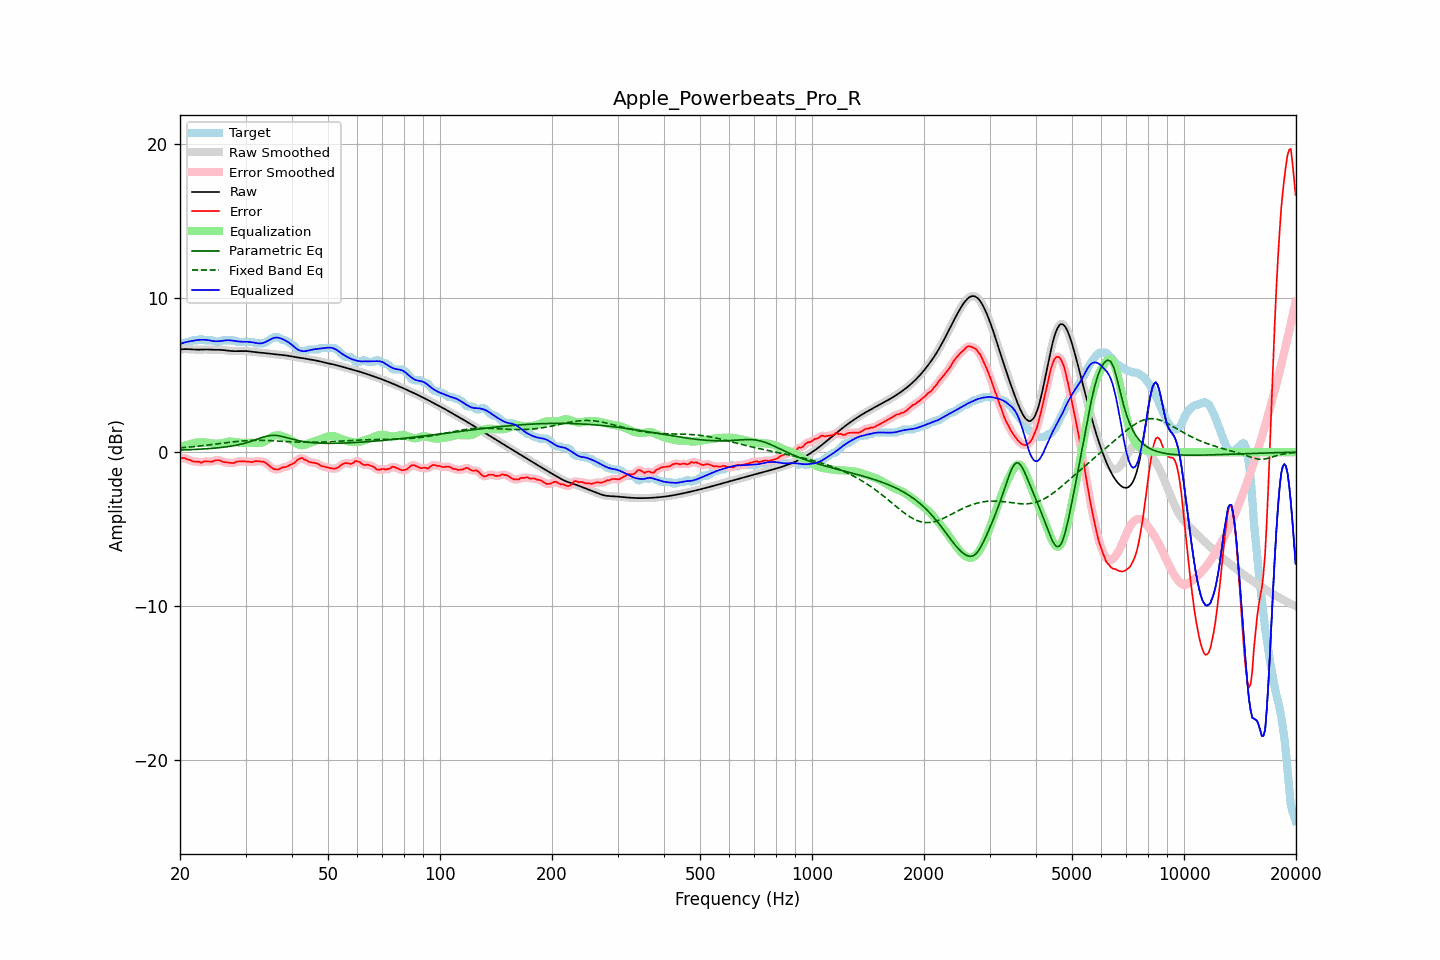 Apple_Powerbeats_Pro_R
Target
Raw Smoothed
Error Smoothed
Raw
Error
Equalization
Parametric Eq
Fixed Band Eq
Equalized
20
10
0
−10
−20
Amplitude (dBr)
20 50 100 200 500 1000 2000 5000 10000 20000
Frequency (Hz)